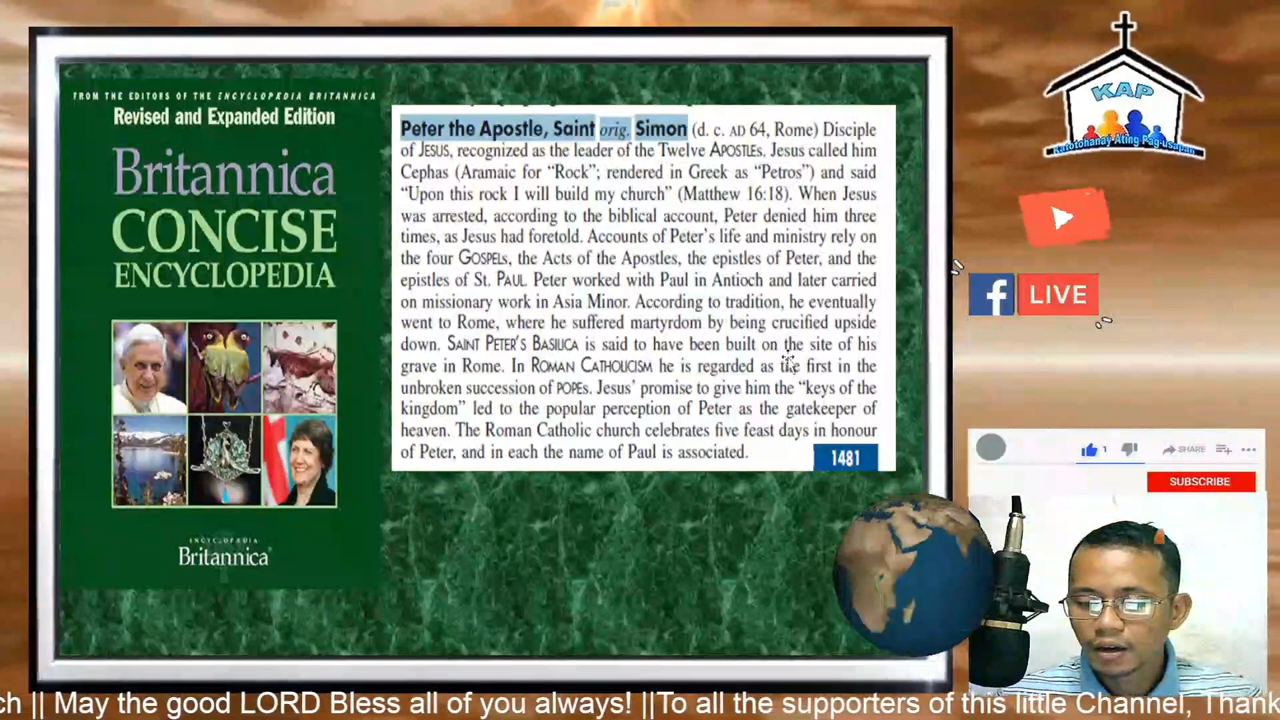 FROM THE EDITORS OF THE ENCYCLOPÆDIA BRITANNICA
Revised and Expanded Edition
Britannica
CONCISE
ENCYCLOPEDIA
ENCYCLOPÆDIA
Britannica
Peter the Apostle, Saint orig. Simon (d. c. AD 64, Rome) Disciple
of JESUS, recognized as the leader of the Twelve APOSTLES. Jesus called him
Cephas (Aramaic for “Rock”; rendered in Greek as “Petros”) and said
“Upon this rock I will build my church” (Matthew 16:18). When Jesus
was arrested, according to the biblical account, Peter denied him three
times, as Jesus had foretold. Accounts of Peter’s life and ministry rely on
the four GOSPELS, the Acts of the Apostles, the epistles of Peter, and the
epistles of St. PAUL. Peter worked with Paul in Antioch and later carried
on missionary work in Asia Minor. According to tradition, he eventually
went to Rome, where he suffered martyrdom by being crucified upside
down. SAINT PETER’S BASILICA is said to have been built on the site of his
grave in Rome. In ROMAN CATHOLICISM he is regarded as the first in the
unbroken succession of POPES. Jesus’ promise to give him the “keys of the
kingdom” led to the popular perception of Peter as the gatekeeper of
heaven. The Roman Catholic church celebrates five feast days in honour
of Peter, and in each the name of Paul is associated.
1481
KAP
Katotohanay Ating Pag-usapan
LIVE
1
SHARE
SUBSCRIBE
ch || May the good LORD Bless all of you always! ||To all the supporters of this little Channel, Thank